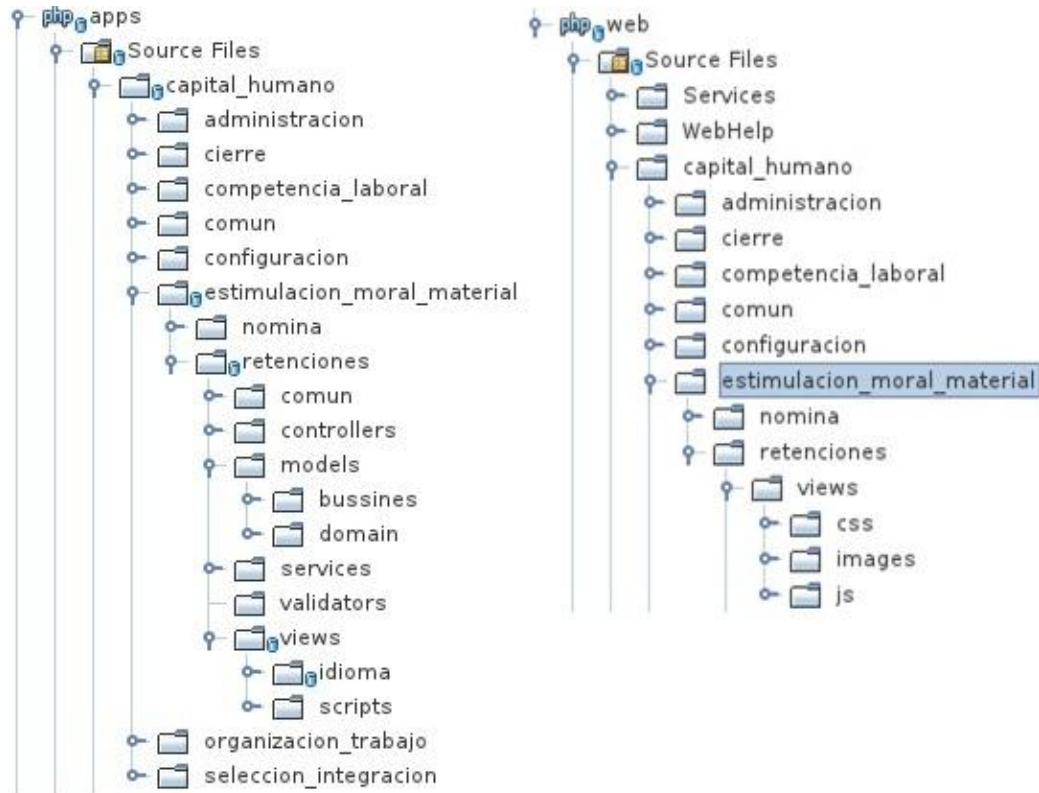 php apps
Source Files
capital_humano
administracion
cierre
competencia_laboral
comun
configuracion
estimulacion_moral_material
nomina
retenciones
comun
controllers
models
bussines
domain
services
validators
views
idioma
scripts
organizacion_trabajo
seleccion_integracion
php web
Source Files
Services
WebHelp
capital_humano
administracion
cierre
competencia_laboral
comun
configuracion
estimulacion_moral_material
nomina
retenciones
views
css
images
js